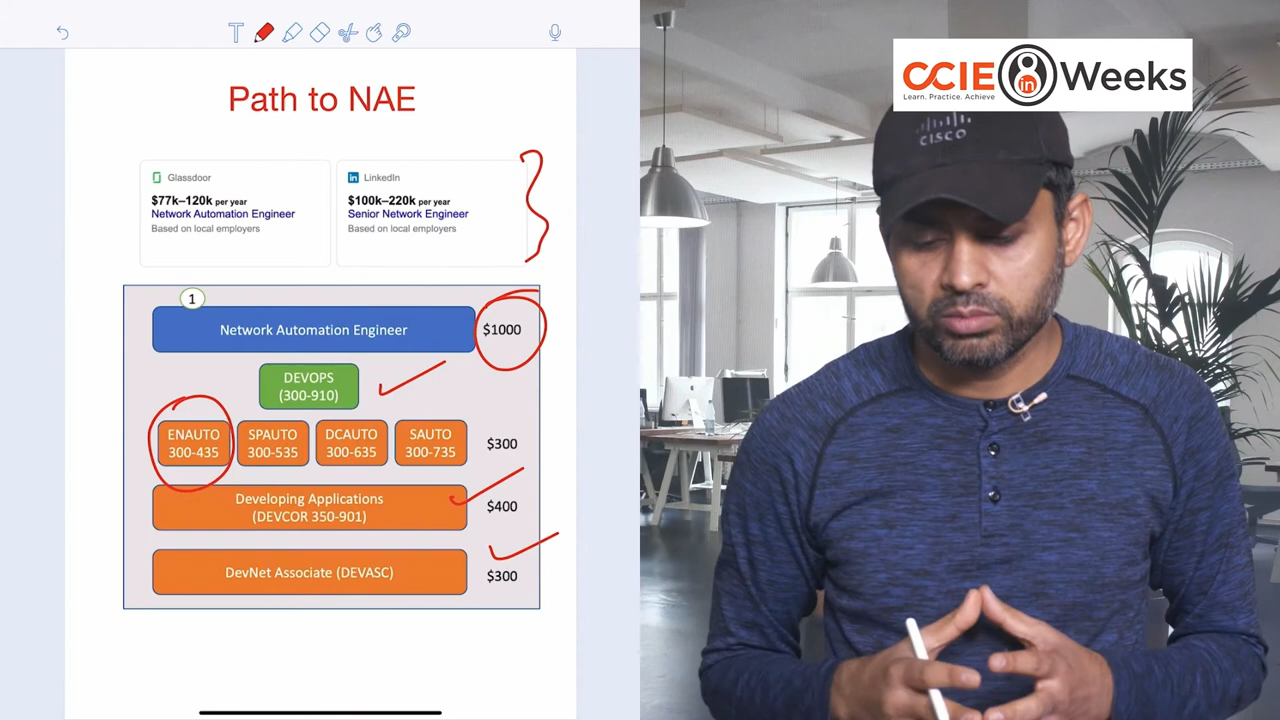 Path to NAE
Glassdoor
$77k–120k per year
Network Automation Engineer
Based on local employers
LinkedIn
$100k–220k per year
Senior Network Engineer
Based on local employers
1
Network Automation Engineer
$1000
DEVOPS
(300-910)
ENAUTO
300-435
SPAUTO
300-535
DCAUTO
300-635
SAUTO
300-735
$300
Developing Applications
(DEVCOR 350-901)
$400
DevNet Associate (DEVASC)
$300
CCIE 8 in Weeks
Learn. Practice. Achieve
CISCO